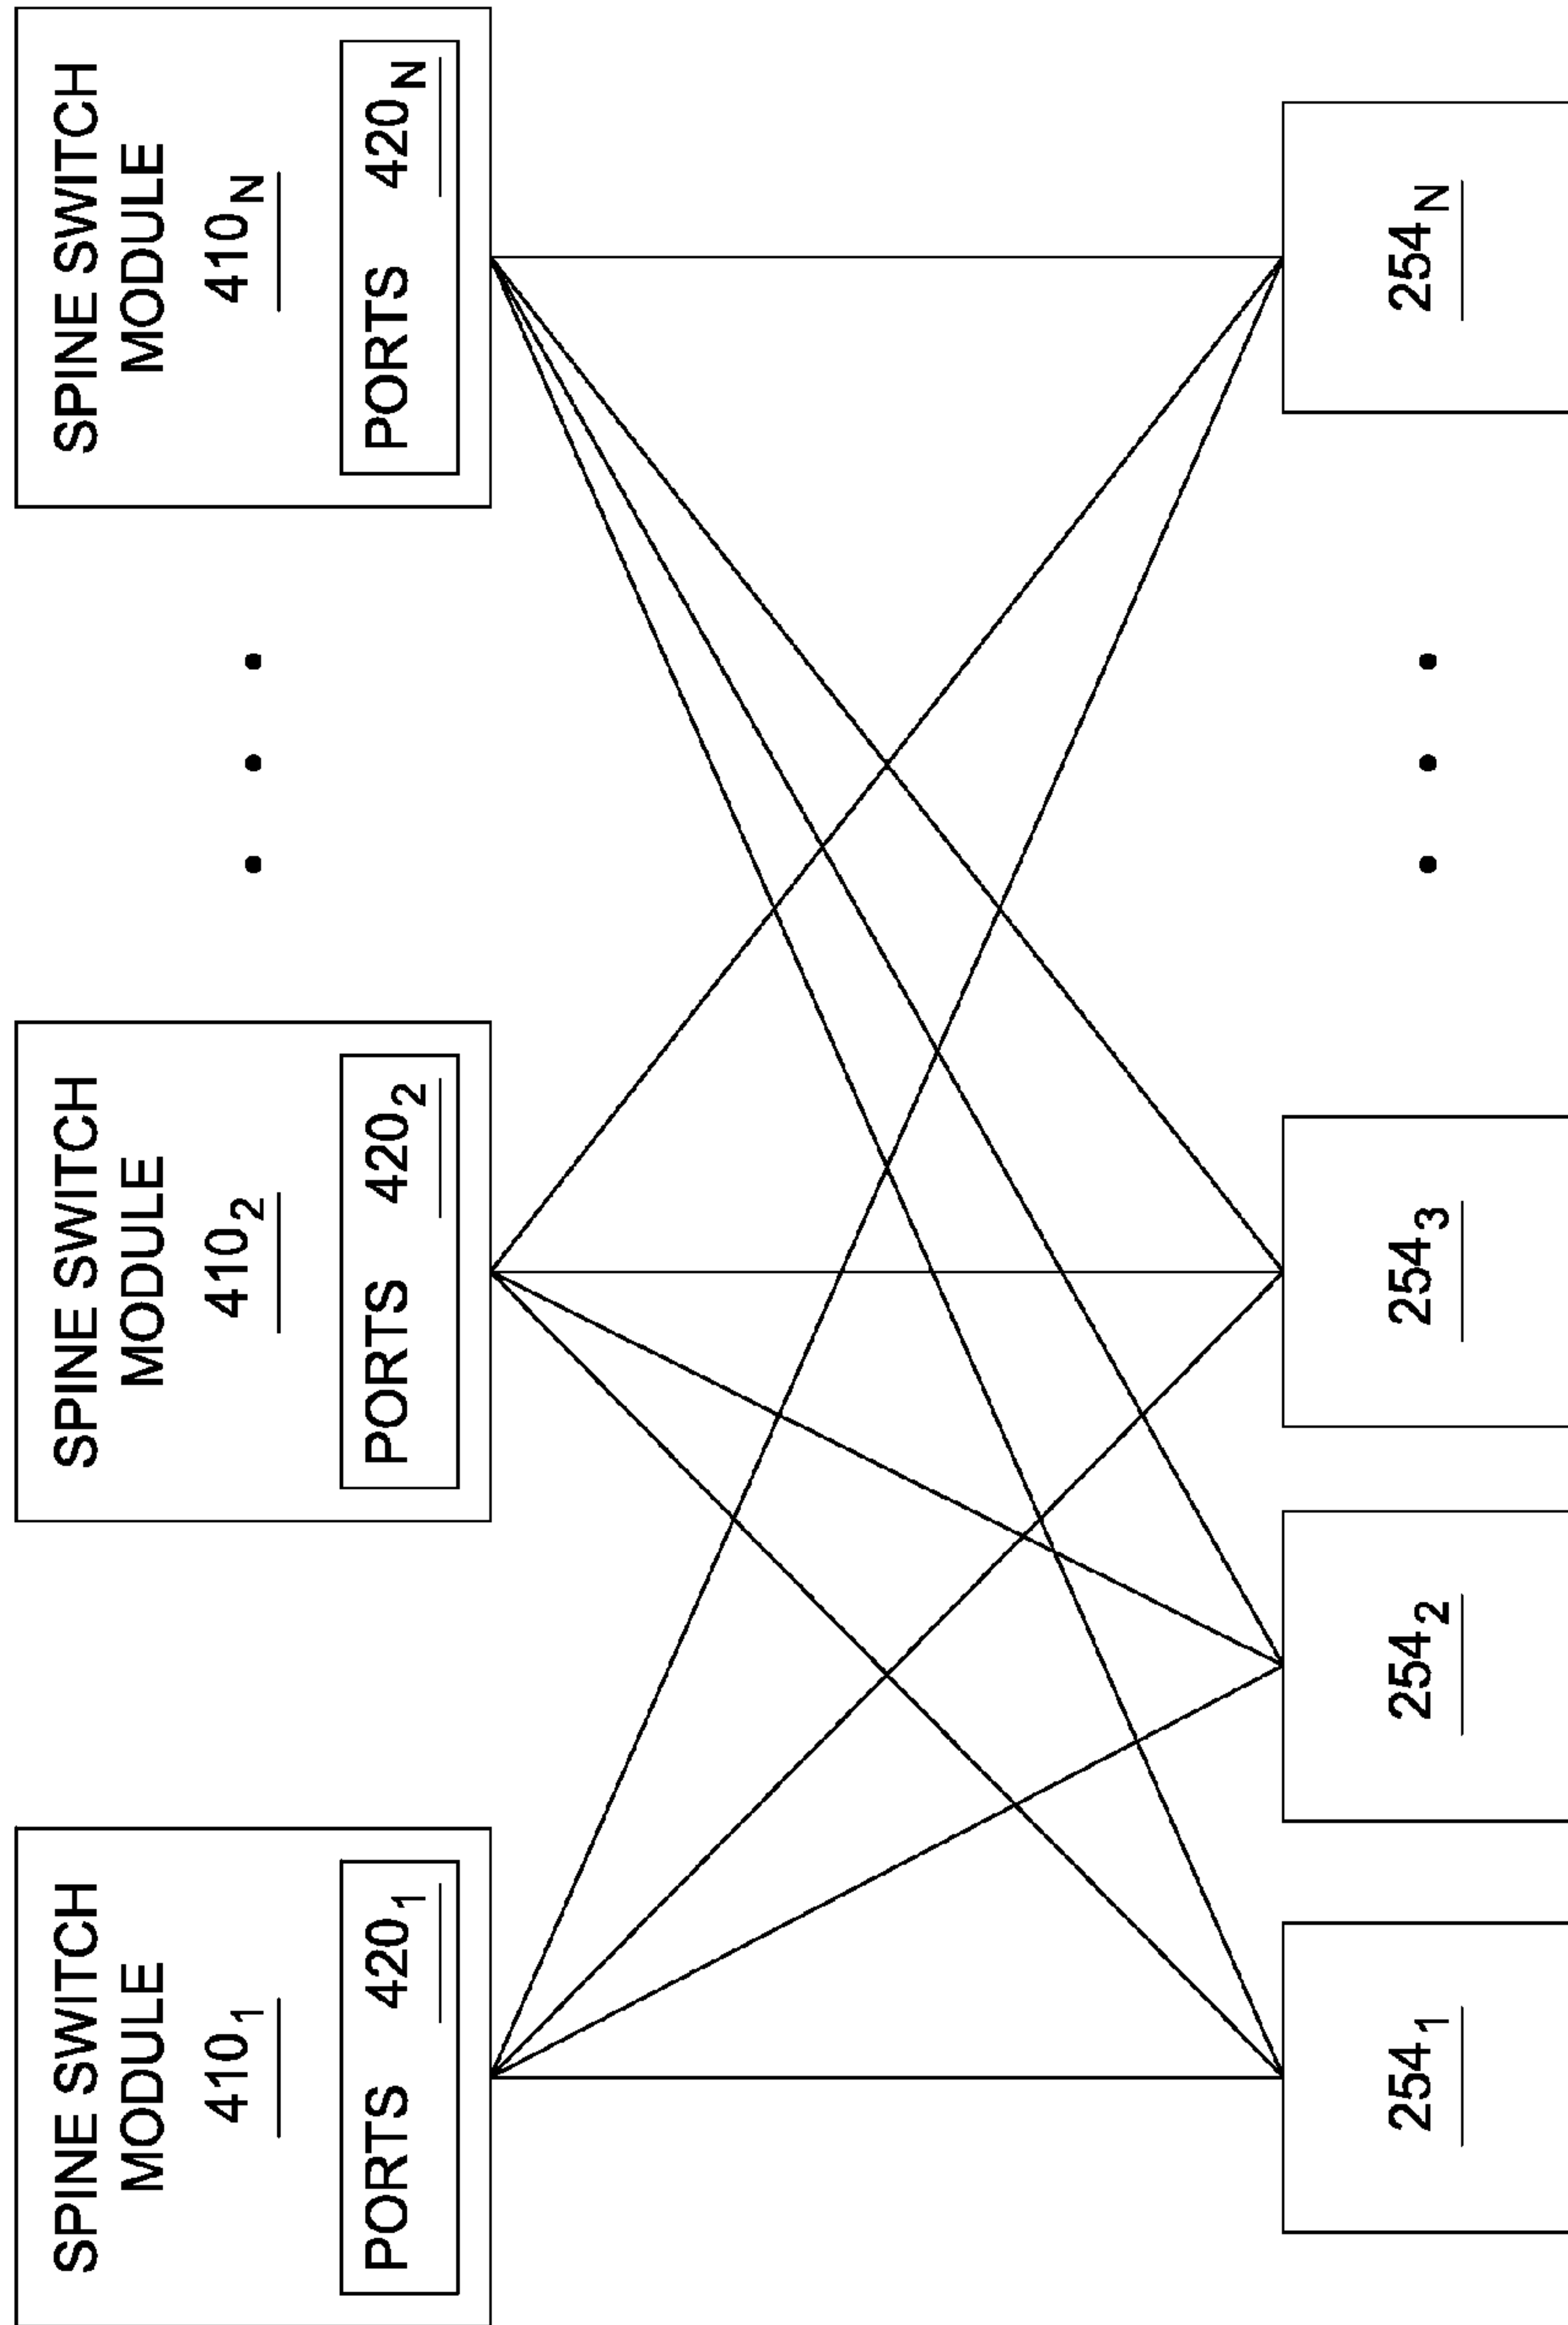 SPINE SWITCH
MODULE
410₁
PORTS 420₁
SPINE SWITCH
MODULE
410₂
PORTS 420₂
SPINE SWITCH
MODULE
410N
PORTS 420N
254₁
254₂
254₃
254N